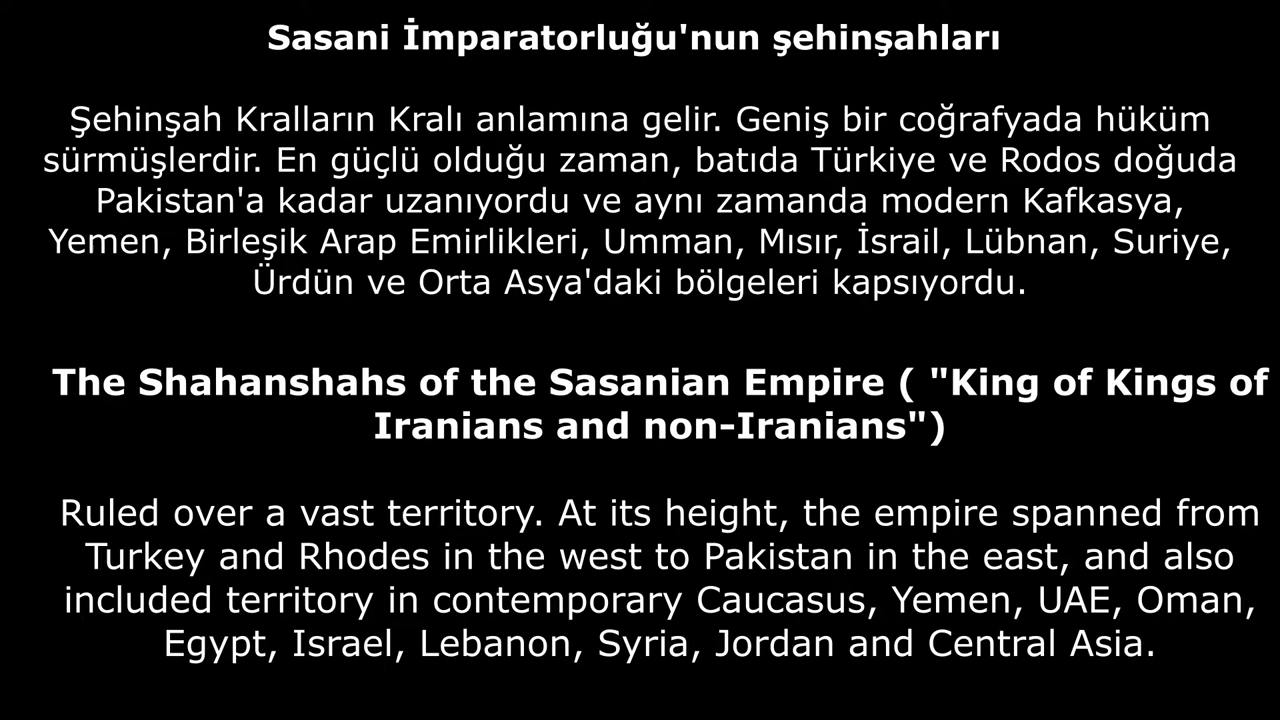 Sasani İmparatorluğu'nun şehinşahları
Şehinşah Kralların Kralı anlamına gelir. Geniş bir coğrafyada hüküm
sürmüşlerdir. En güçlü olduğu zaman, batıda Türkiye ve Rodos doğuda
Pakistan'a kadar uzanıyordu ve aynı zamanda modern Kafkasya,
Yemen, Birleşik Arap Emirlikleri, Umman, Mısır, İsrail, Lübnan, Suriye,
Ürdün ve Orta Asya'daki bölgeleri kapsıyordu.
The Shahanshahs of the Sasanian Empire ( "King of Kings of
Iranians and non-Iranians")
Ruled over a vast territory. At its height, the empire spanned from
Turkey and Rhodes in the west to Pakistan in the east, and also
included territory in contemporary Caucasus, Yemen, UAE, Oman,
Egypt, Israel, Lebanon, Syria, Jordan and Central Asia.